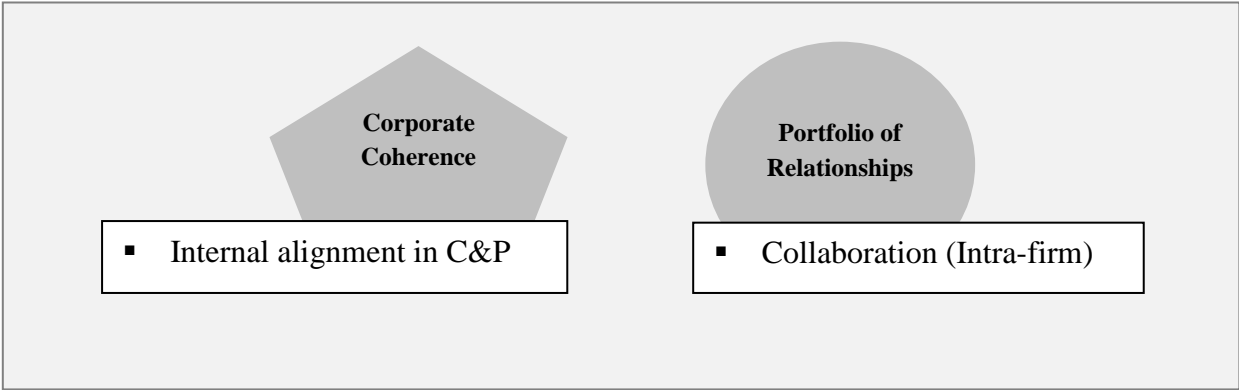 Corporate
Coherence
▪ Internal alignment in C&P
Portfolio of
Relationships
▪ Collaboration (Intra-firm)